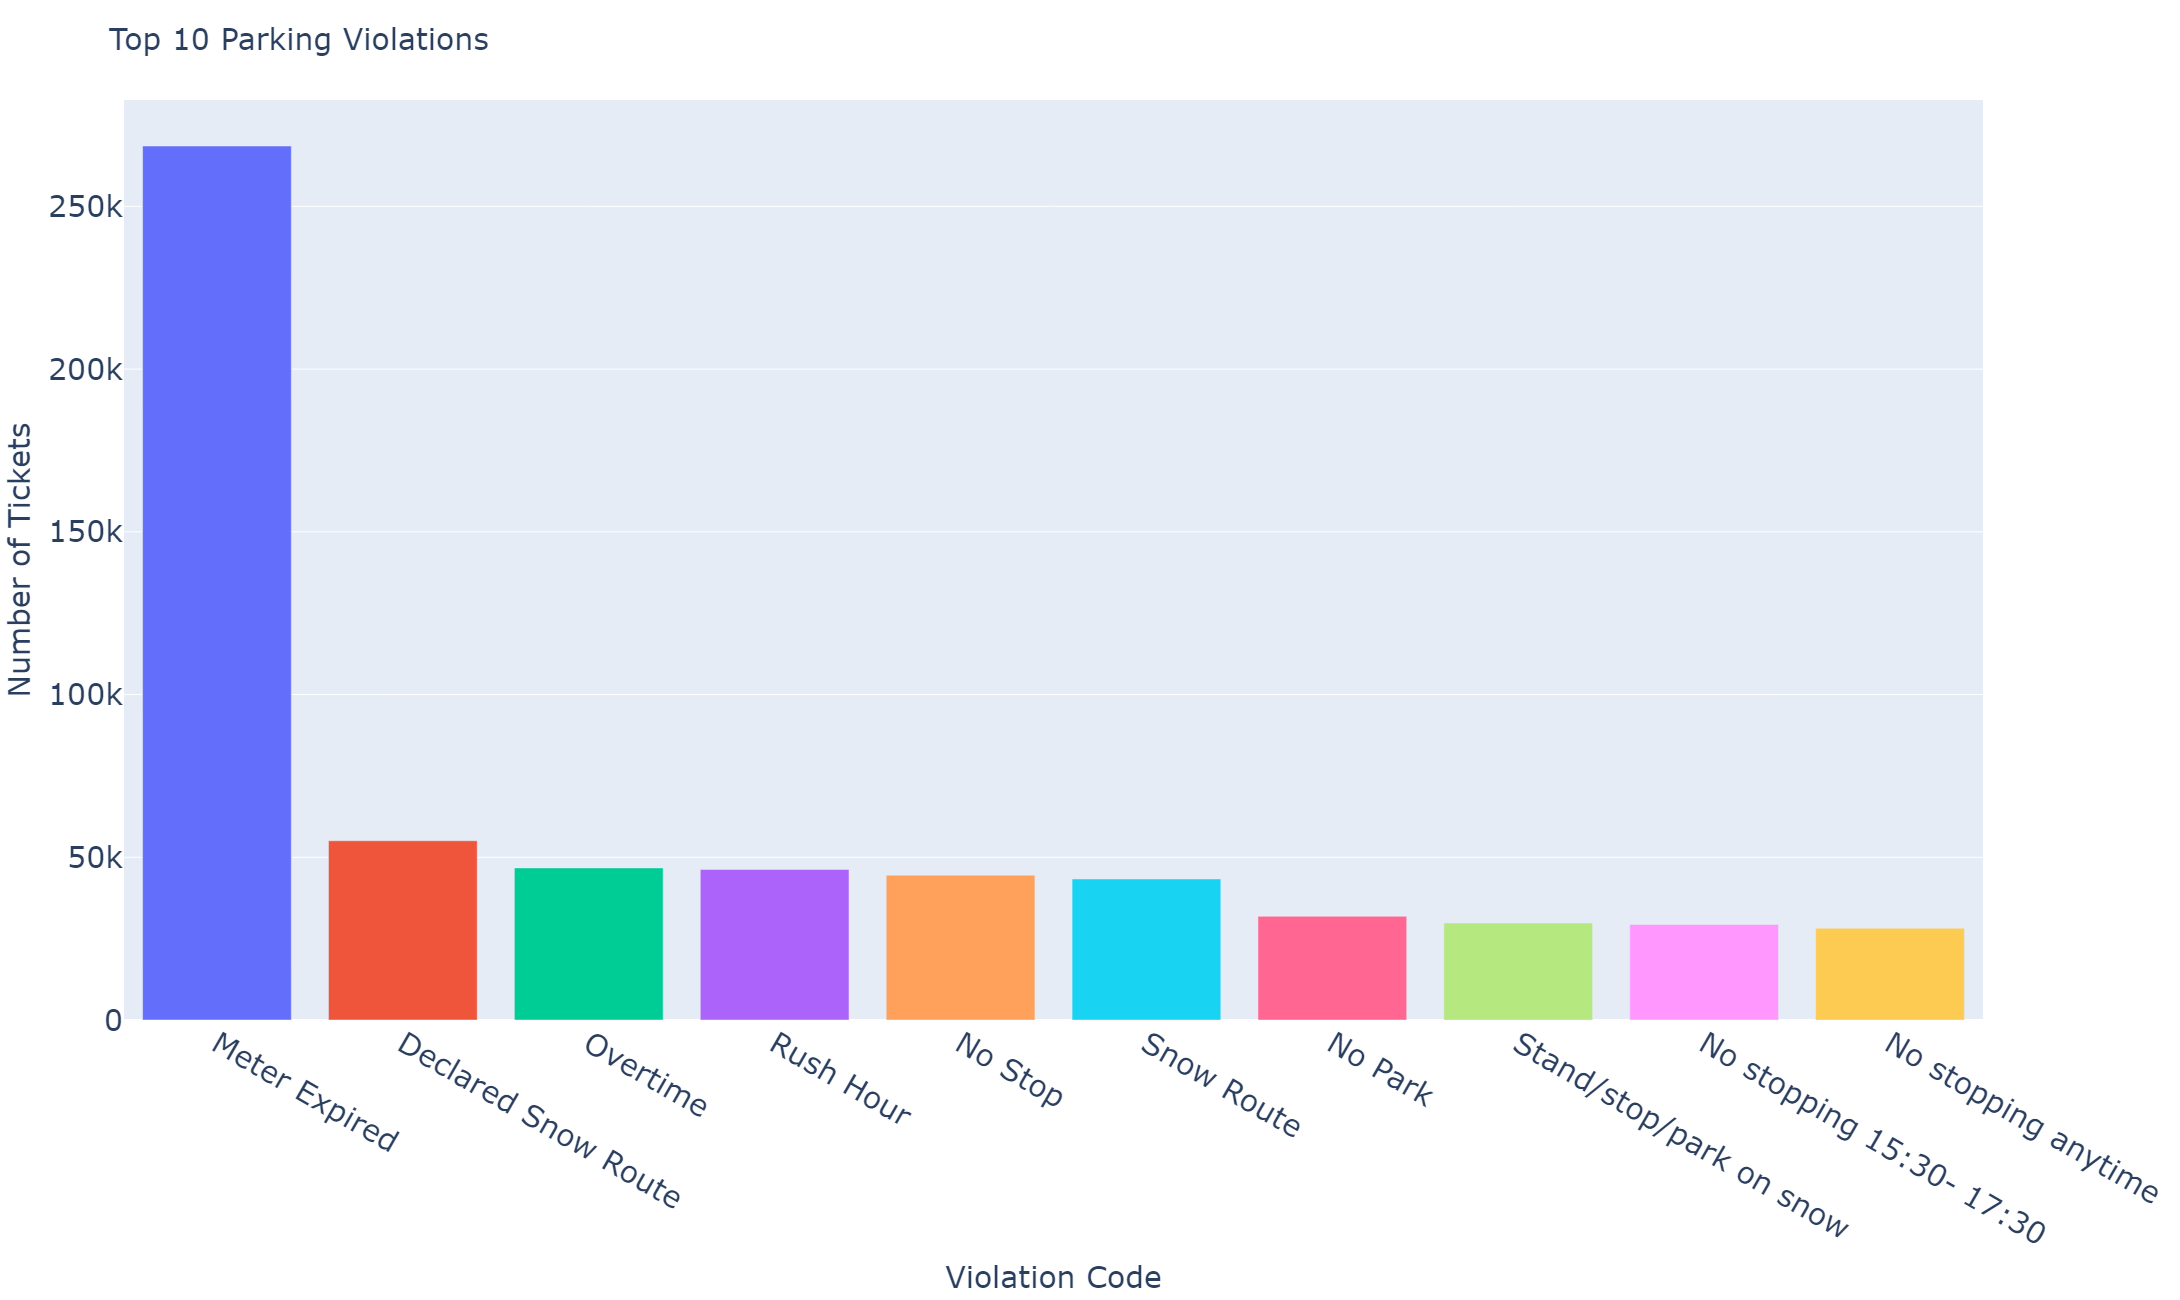 Top 10 Parking Violations
250k
200k
150k
100k
50k
0
Number of Tickets
Meter Expired
Declared Snow Route
Overtime
Rush Hour
No Stop
Snow Route
No Park
Stand/stop/park on snow
No stopping 15:30- 17:30
No stopping anytime
Violation Code